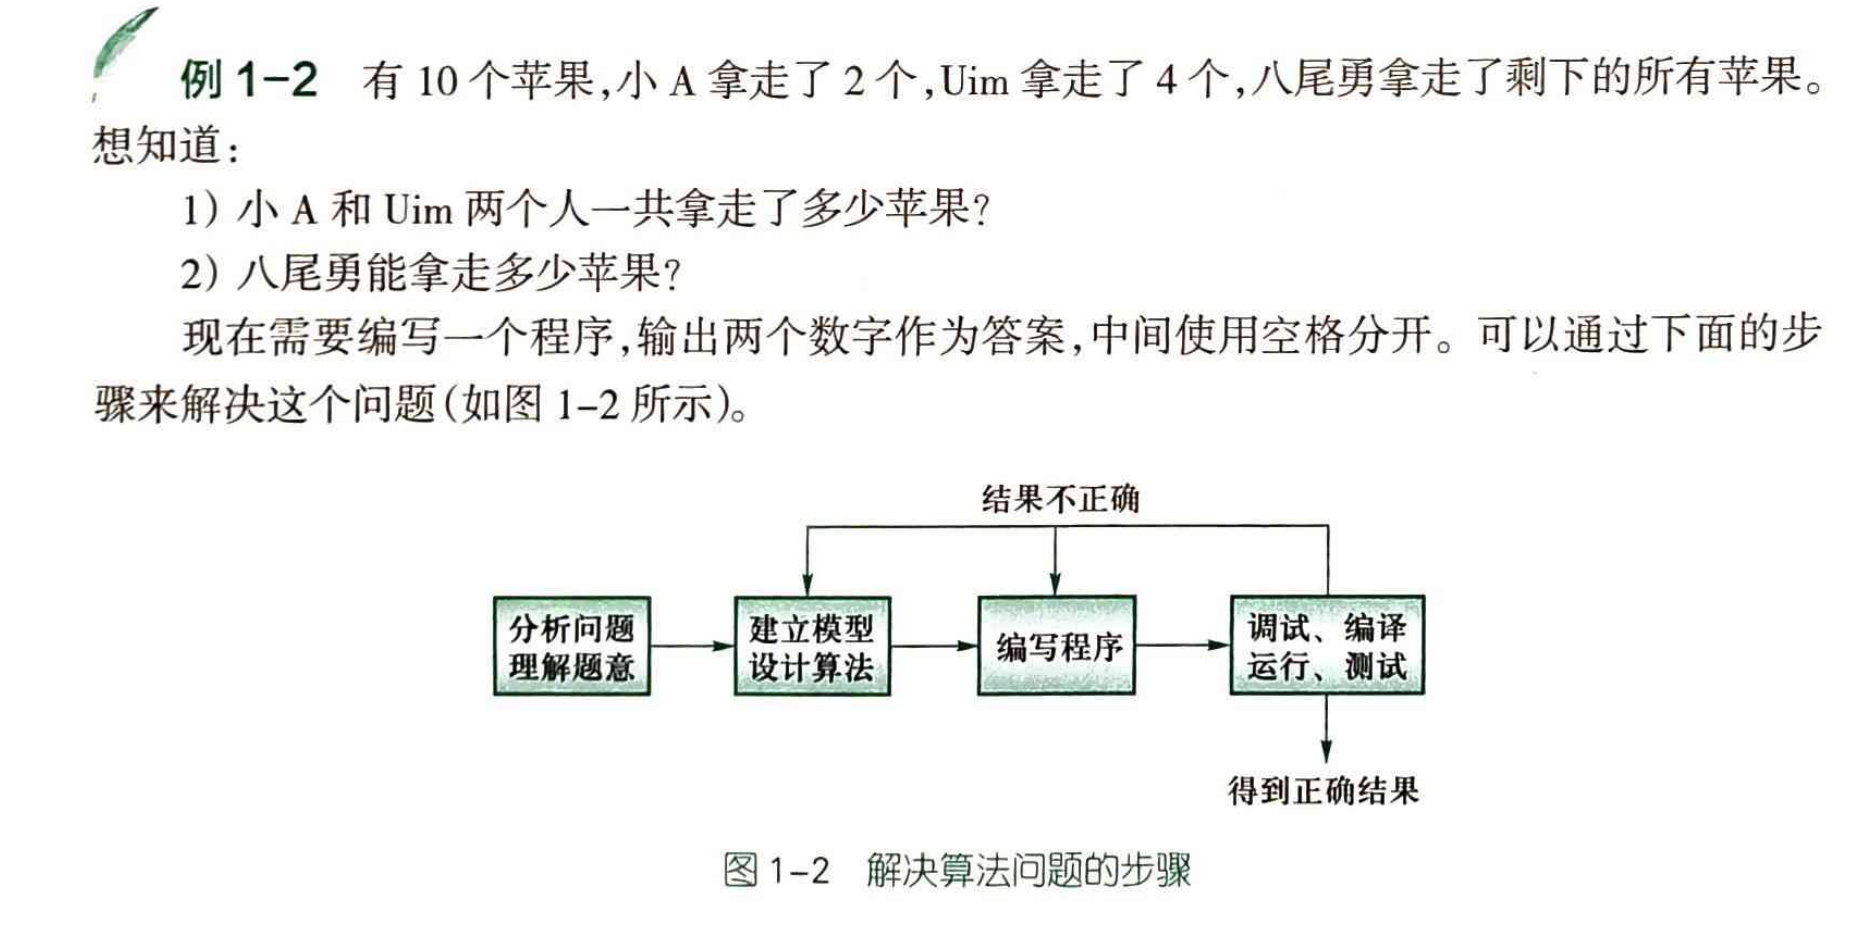 例 1-2 有 10 个苹果,小 A 拿走了 2 个,Uim 拿走了 4 个,八尾勇拿走了剩下的所有苹果。
想知道:
1) 小 A 和 Uim 两个人一共拿走了多少苹果?
2) 八尾勇能拿走多少苹果?
现在需要编写一个程序,输出两个数字作为答案,中间使用空格分开。可以通过下面的步
骤来解决这个问题(如图 1-2 所示)。
结果不正确
分析问题
理解题意
建立模型
设计算法
编写程序
调试、编译
运行、测试
得到正确结果
图 1-2 解决算法问题的步骤